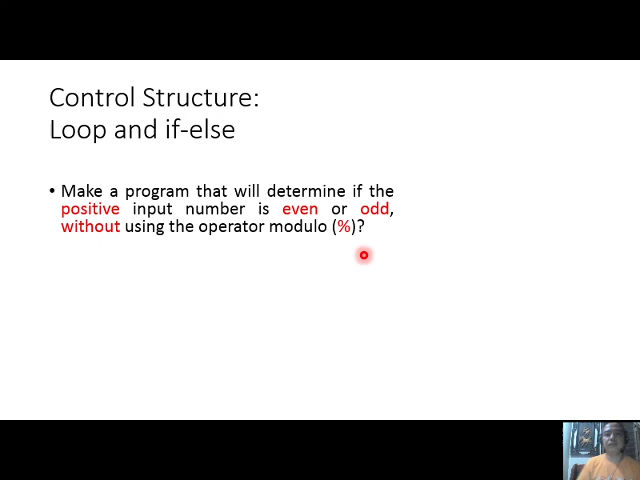 Control Structure:
Loop and if-else
• Make a program that will determine if the
positive input number is even or odd,
without using the operator modulo (%)?